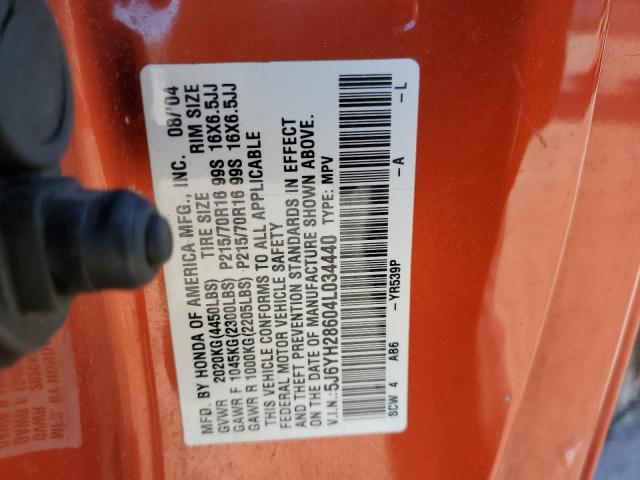 MFD. BY HONDA OF AMERICA MFG., INC. 08/'04
TIRE SIZE RIM SIZE
GVWR 2020KG(4450LBS)
GAWR F 1045KG(2300LBS) P215/70R16 99S 16X6.5JJ
GAWR R 1000KG(2205LBS) P215/70R16 99S 16X6.5JJ
THIS VEHICLE CONFORMS TO ALL APPLICABLE
FEDERAL MOTOR VEHICLE SAFETY
AND THEFT PREVENTION STANDARDS IN EFFECT
ON THE DATE OF MANUFACTURE SHOWN ABOVE.
V.I.N.: 5J6YH28604L034440 TYPE: MPV
SCW 4 AB6 -YR539P -A -L